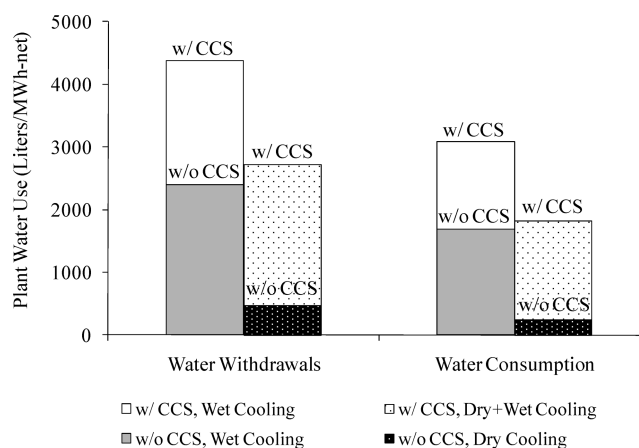 5000
4000
3000
2000
1000
0
Plant Water Use (Liters/MWh-net)
w/ CCS
w/o CCS
w/ CCS
w/o CCS
w/ CCS
w/o CCS
w/ CCS
w/o CCS
Water Withdrawals
Water Consumption
w/ CCS, Wet Cooling
w/ CCS, Dry+Wet Cooling
w/o CCS, Wet Cooling
w/o CCS, Dry Cooling